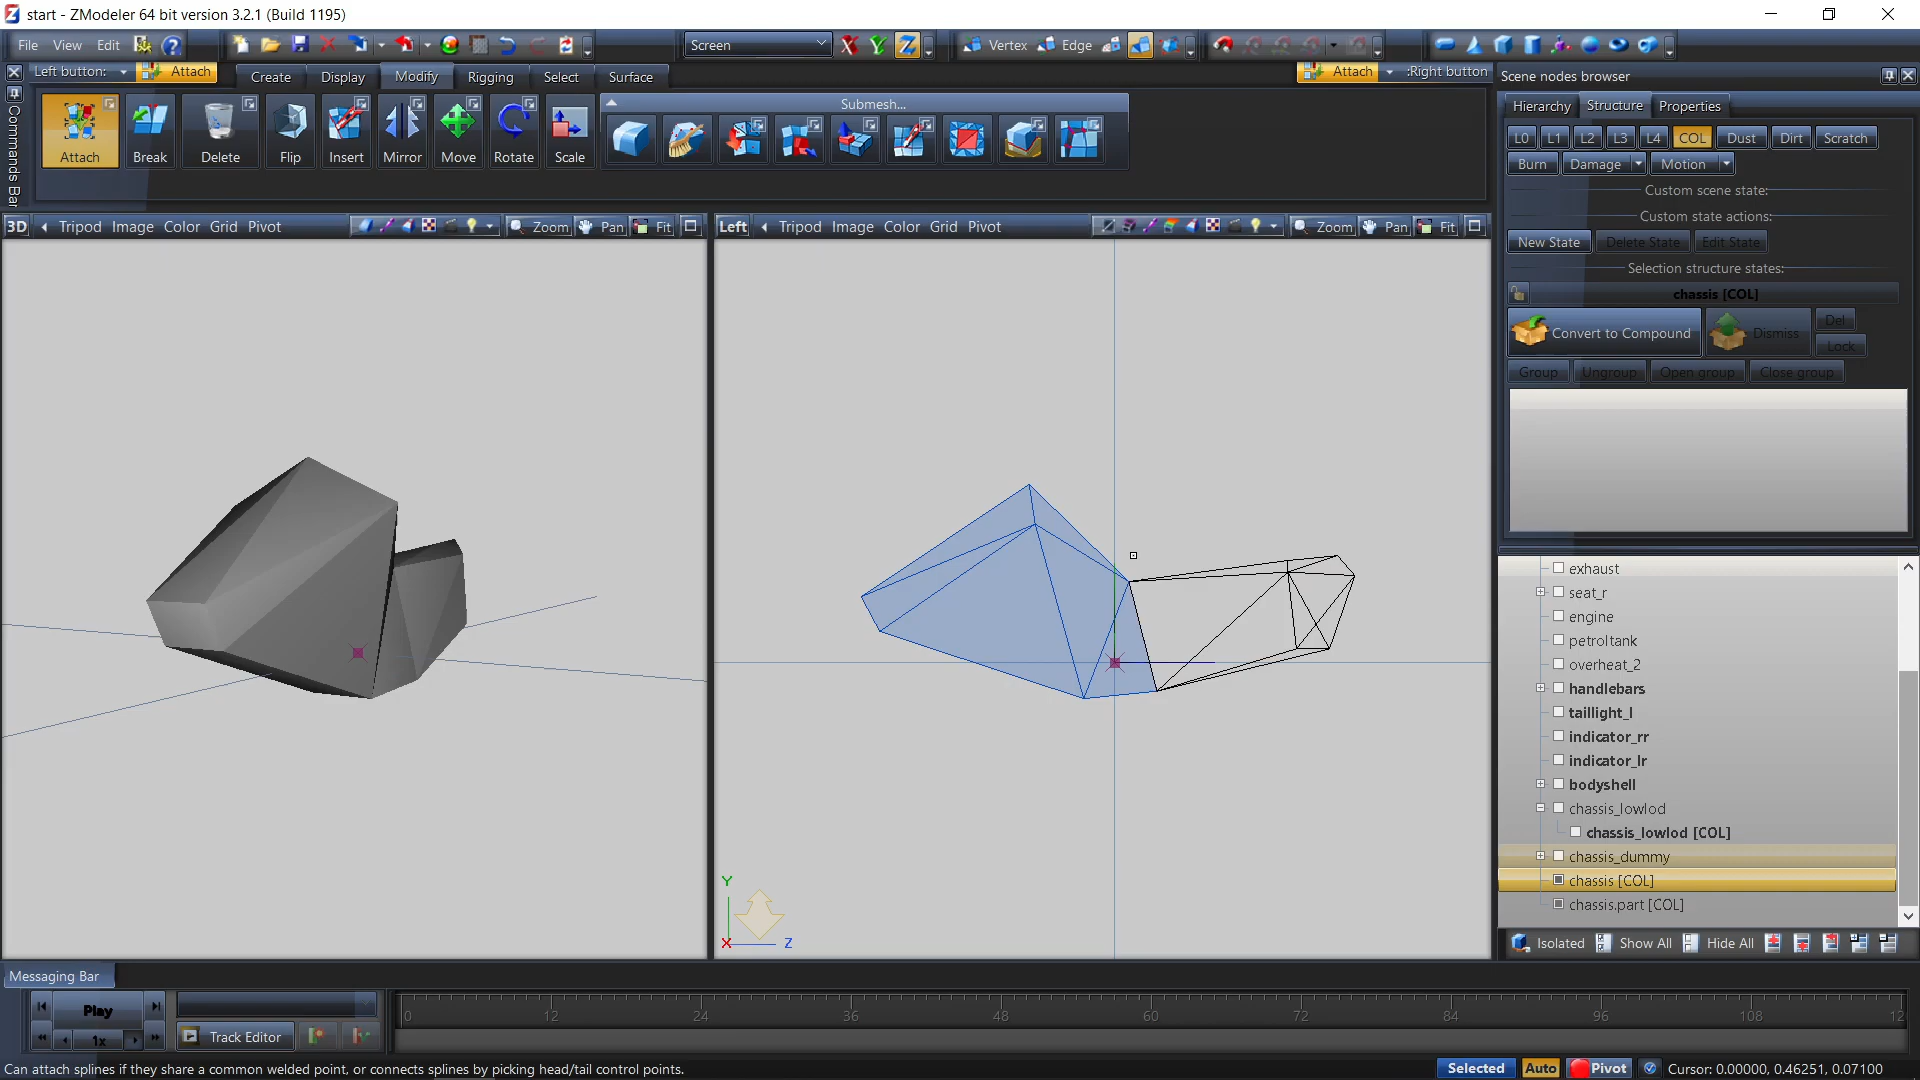 start - ZModeler 64 bit version 3.2.1 (Build 1195)
File View Edit Screen Vertex Edge
Left button: Attach Create Display Modify Rigging Select Surface Attach :Right button
Scene nodes browser
Commands Bar
Attach Break Delete Flip Insert Mirror Move Rotate Scale
Submesh...
Hierarchy Structure Properties
L0 L1 L2 L3 L4 COL Dust Dirt Scratch
Burn Damage Motion
Custom scene state:
Custom state actions:
New State Delete State Edit State
Selection structure states:
chassis [COL]
Convert to Compound Dismiss Del
Lock
Group Ungroup Open group Close group
3D Tripod Image Color Grid Pivot Zoom Pan Fit
Left Tripod Image Color Grid Pivot Zoom Pan Fit
Y
X Z
exhaust
seat_r
engine
petroltank
overheat_2
handlebars
taillight_l
indicator_rr
indicator_lr
bodyshell
chassis_lowlod
chassis_lowlod [COL]
chassis_dummy
chassis [COL]
chassis.part [COL]
Isolated Show All Hide All
Messaging Bar
Play
1x
Track Editor
0 12 24 36 48 60 72 84 96 108 12
Can attach splines if they share a common welded point, or connects splines by picking head/tail control points.
Selected Auto Pivot Cursor: 0.00000, 0.46251, 0.07100